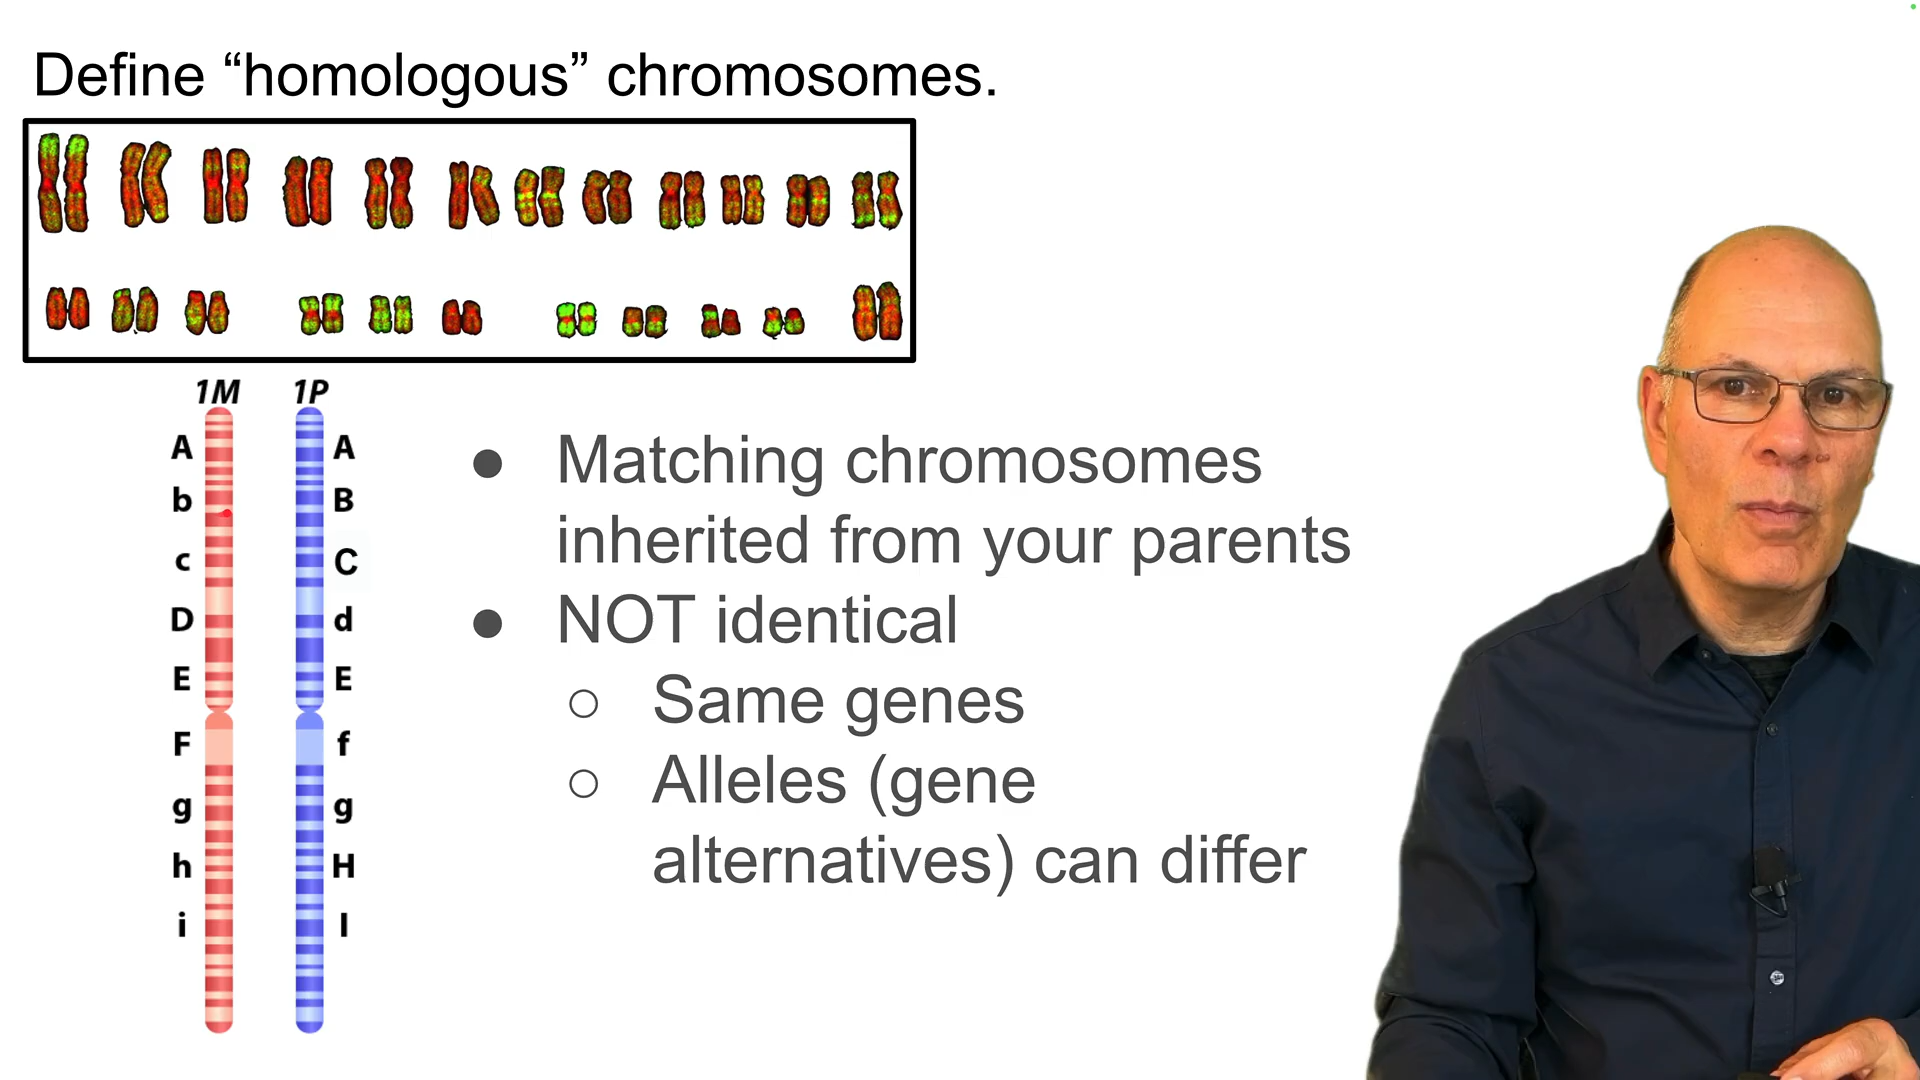 Define “homologous” chromosomes.
1M 1P
A A
b B
c C
D d
E E
F f
g g
h H
i I
● Matching chromosomes
inherited from your parents
● NOT identical
○ Same genes
○ Alleles (gene
alternatives) can differ